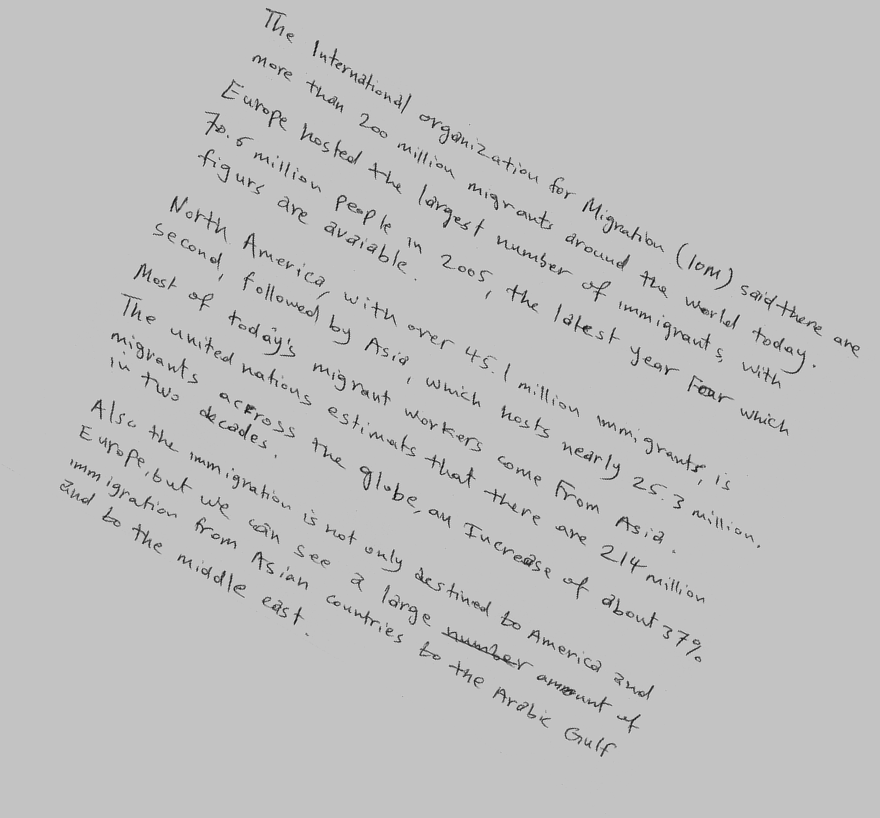 The International organization for Migration (IOM) said there are
more than 200 million migrants around the world today.
Europe hosted the largest number of immigrants, with
70.6 million people in 2005, the latest year Four which
figurs are avaiable.
North America, with over 45.1 million immigrants, is
second, followed by Asia, which hosts nearly 25.3 million.
Most of today's migrant workers come from Asia.
The united nations estimats that there are 214 million
migrants accross the globe, an Increase of about 37%
in two decades.
Also the immigration is not only destined to America and
Europe, but we can see a large number amount of
immigration from Asian countries to the Arabic Gulf
and to the middle east.